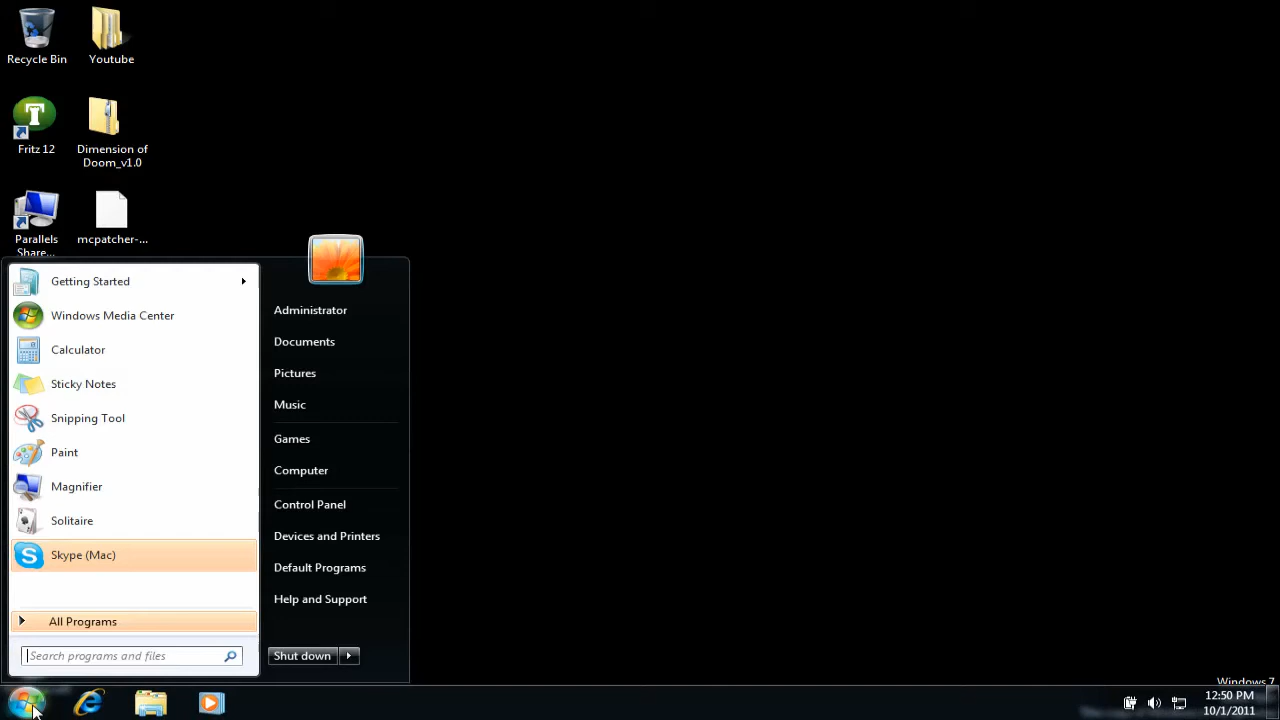 Recycle Bin
Youtube
Fritz 12
Dimension of
Doom_v1.0
Parallels
Share...
mcpatcher-...
Getting Started
Windows Media Center
Calculator
Sticky Notes
Snipping Tool
Paint
Magnifier
Solitaire
Skype (Mac)
All Programs
Search programs and files
Administrator
Documents
Pictures
Music
Games
Computer
Control Panel
Devices and Printers
Default Programs
Help and Support
Shut down
Windows 7
12:50 PM
10/1/2011